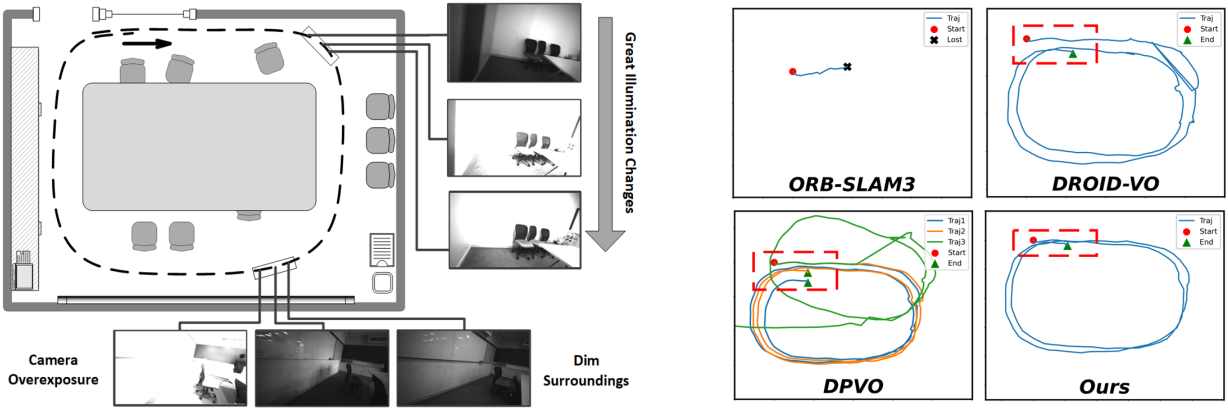 Great Illumination Changes
Camera
Overexposure
Dim
Surroundings
Traj
Start
Lost
ORB-SLAM3
Traj
Start
End
DROID-VO
Traj1
Traj2
Traj3
Start
End
DPVO
Traj
Start
End
Ours